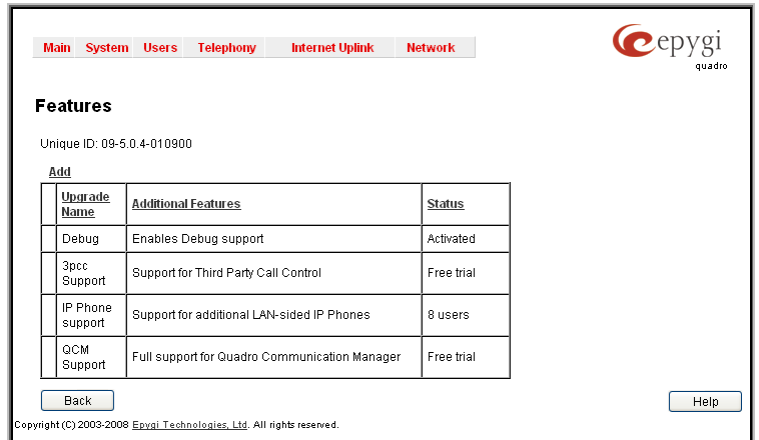 Main System Users Telephony Internet Uplink Network
epygi
quadro
Features
Unique ID: 09-5.0.4-010900
Add
Upgrade Name Additional Features Status
Debug Enables Debug support Activated
3pcc Support Support for Third Party Call Control Free trial
IP Phone support Support for additional LAN-sided IP Phones 8 users
QCM Support Full support for Quadro Communication Manager Free trial
Back Help
Copyright (C) 2003-2008 Epygi Technologies, Ltd. All rights reserved.